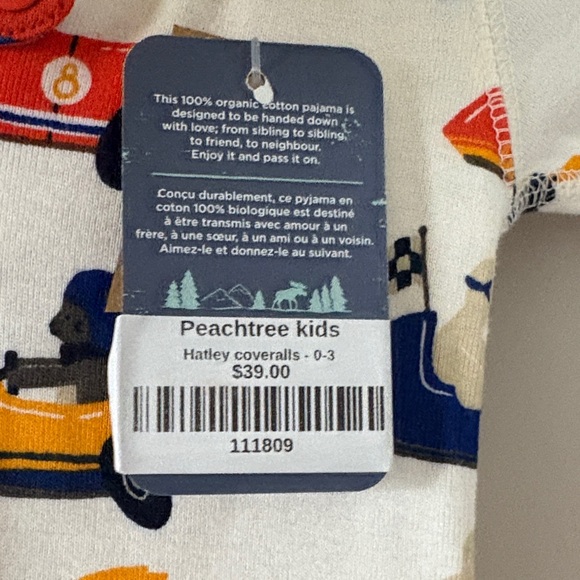 8
This 100% organic cotton pajama is
designed to be handed down
with love; from sibling to sibling,
to friend, to neighbour.
Enjoy it and pass it on.
Conçu durablement, ce pyjama en
coton 100% biologique est destiné
à être transmis avec amour à un
frère, à une sœur, à un ami ou à un voisin.
Aimez-le et donnez-le au suivant.
Peachtree kids
Hatley coveralls - 0-3
$39.00
111809